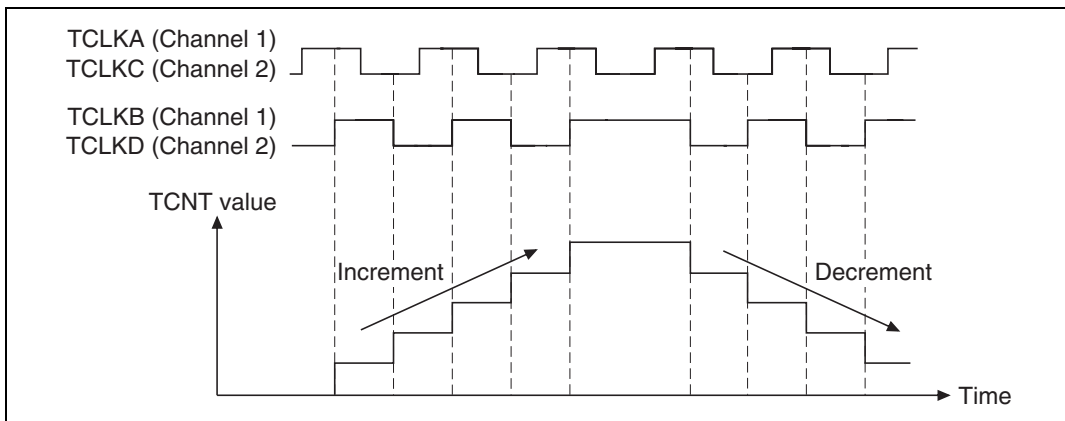 TCLKA (Channel 1)
TCLKC (Channel 2)
TCLKB (Channel 1)
TCLKD (Channel 2)
TCNT value
Increment
Decrement
Time